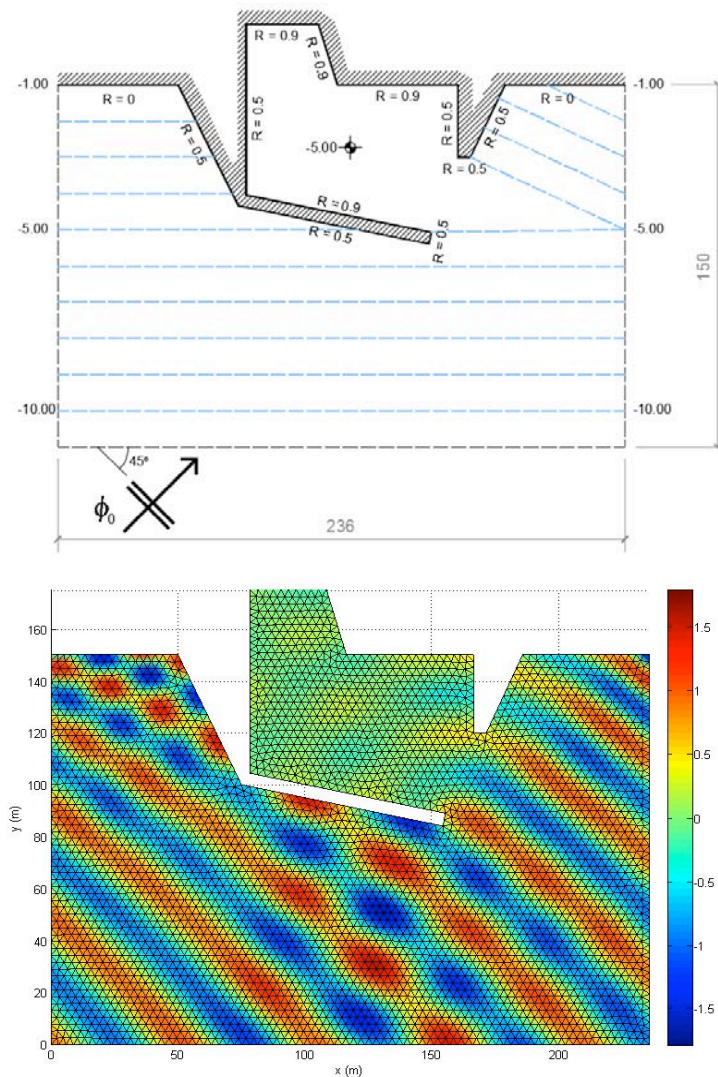 R = 0.9
R = 0.9
-1.00
R = 0
R = 0.5
R = 0.9
R = 0
-1.00
R = 0.5
R = 0.5
R = 0.5
-5.00
R = 0.5
R = 0.9
-5.00
R = 0.5
R = 0.5
-5.00
150
-10.00
-10.00
45º
ϕ0
236
160
140
120
100
80
60
40
20
0
y (m)
0
50
100
150
200
x (m)
1.5
1
0.5
0
-0.5
-1
-1.5